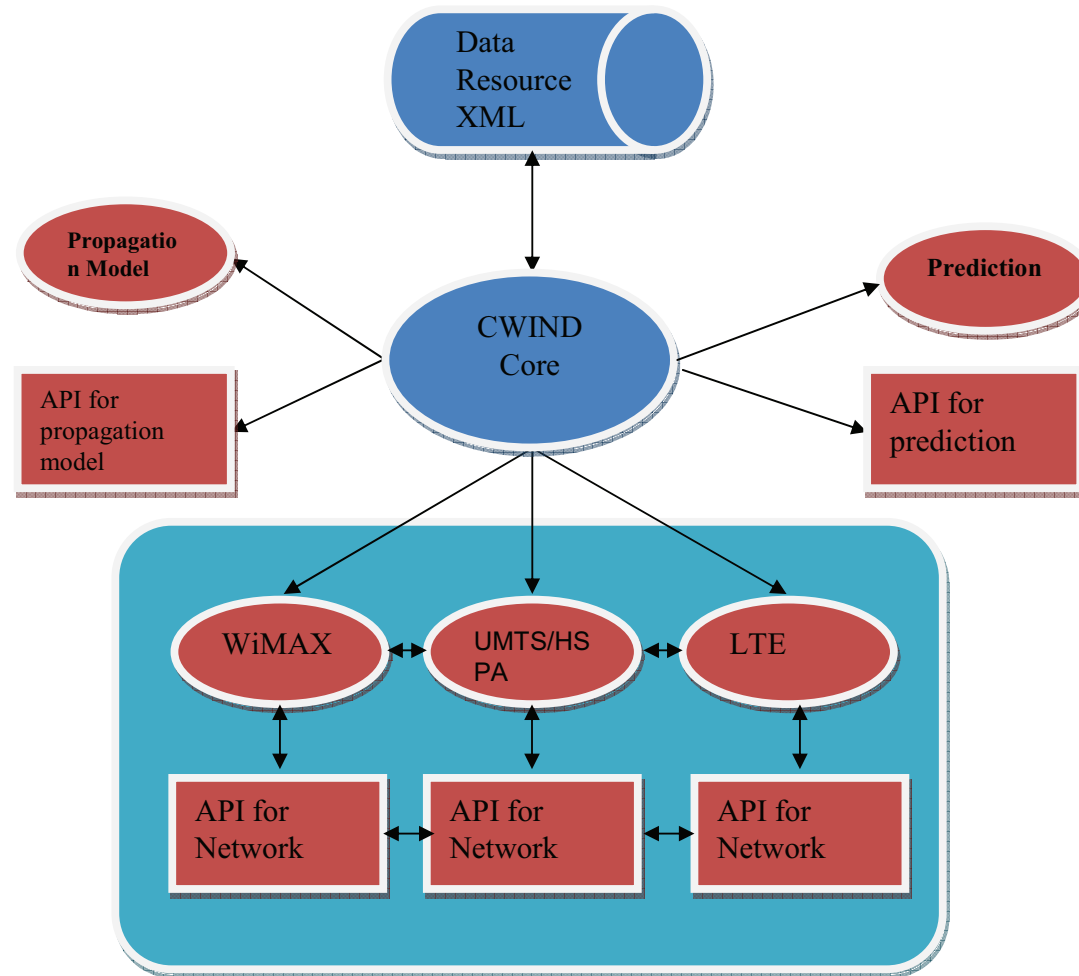 Data
Resource
XML
Propagatio
n Model
Prediction
CWIND
Core
API for
propagation
model
API for
prediction
WiMAX
UMTS/HS
PA
LTE
API for
Network
API for
Network
API for
Network